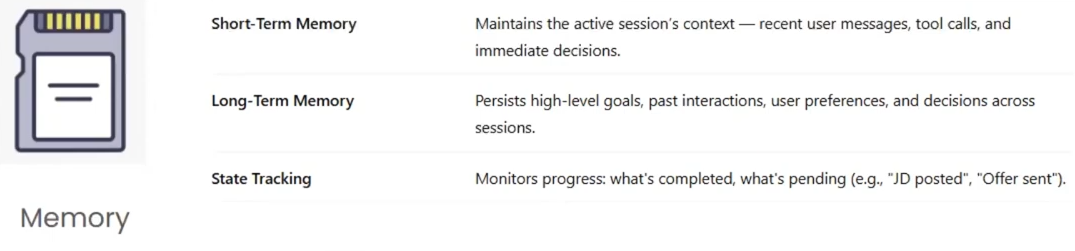 Short-Term Memory
Maintains the active session's context — recent user messages, tool calls, and
immediate decisions.
Long-Term Memory
Persists high-level goals, past interactions, user preferences, and decisions across
sessions.
State Tracking
Monitors progress: what's completed, what's pending (e.g., "JD posted", "Offer sent").
Memory